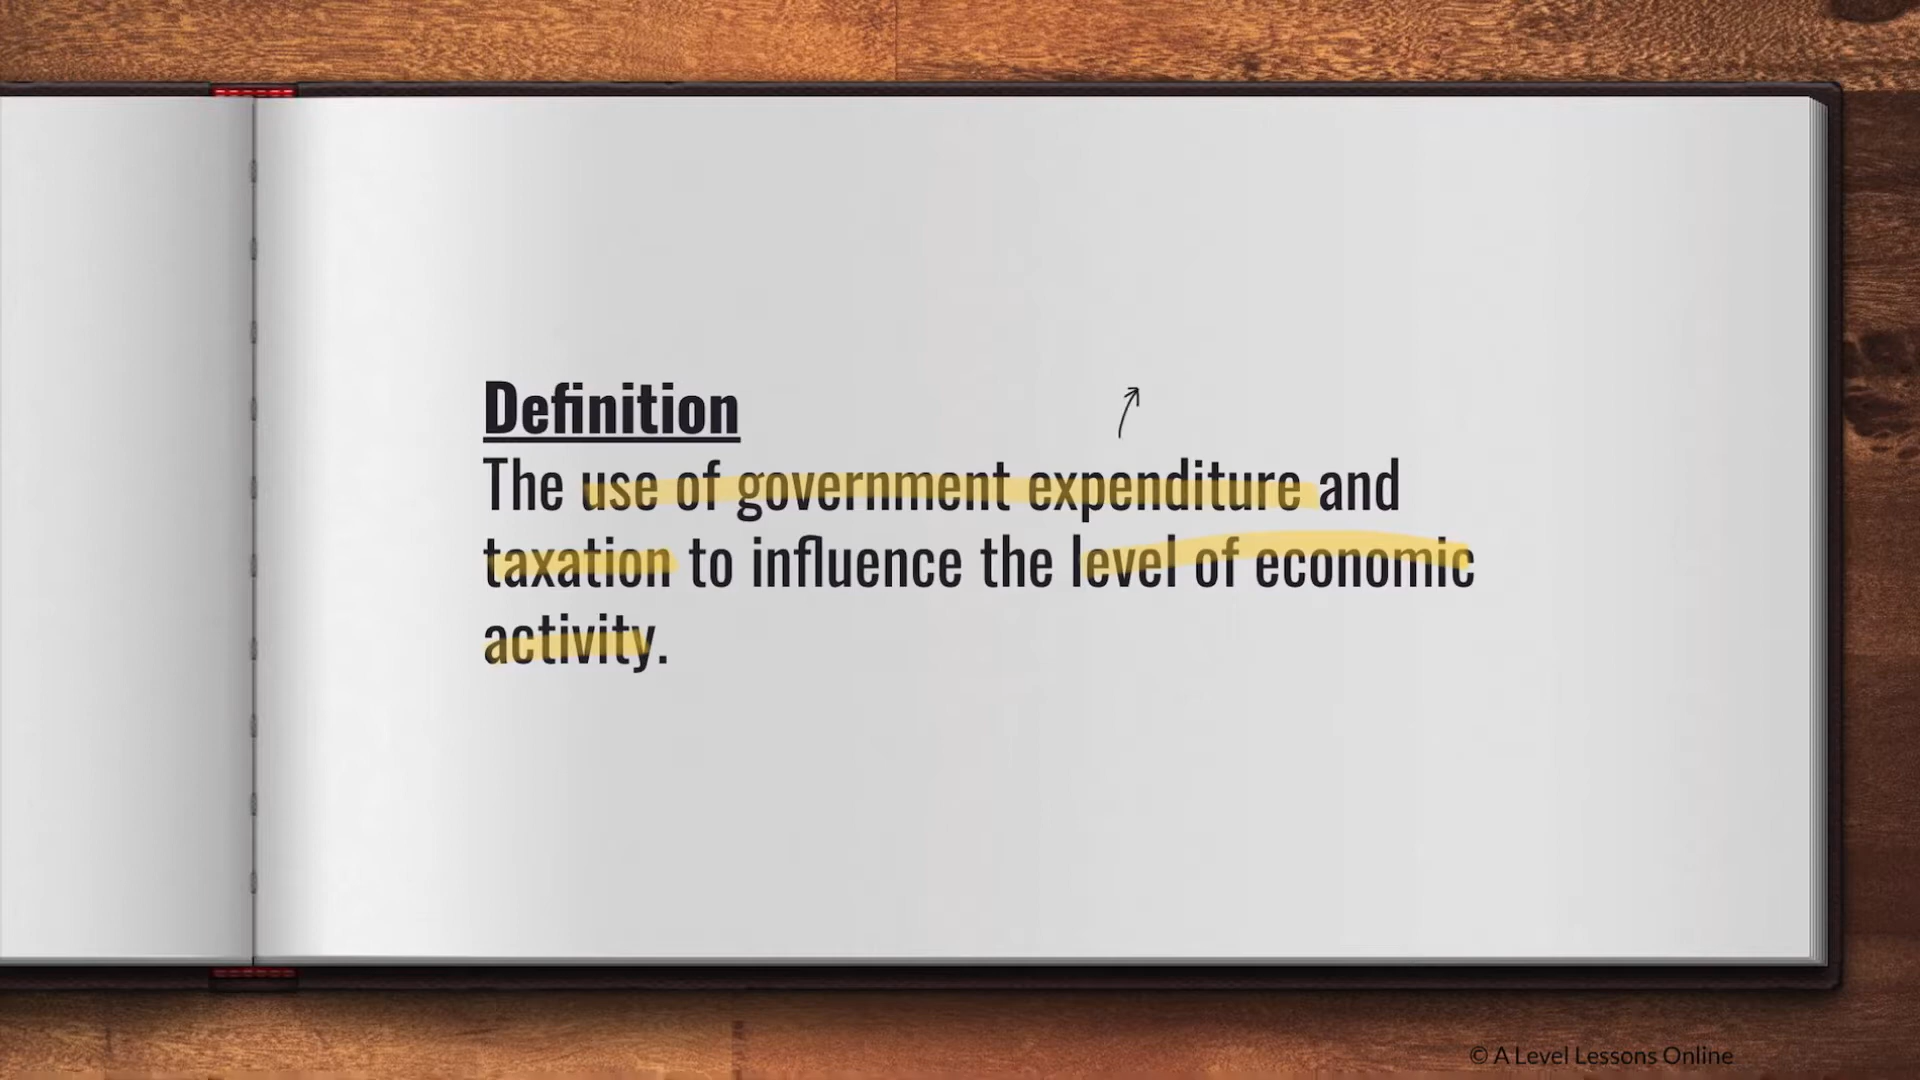 Definition
The use of government expenditure and
taxation to influence the level of economic
activity.
© A Level Lessons Online